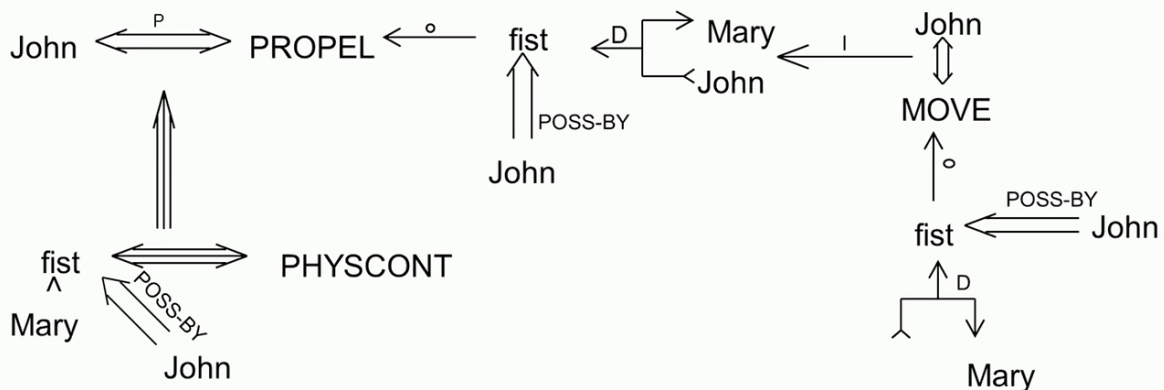 John P PROPEL o fist D Mary I John
John
MOVE
POSS-BY
John
o
POSS-BY
fist John
fist PHYSCONT
^
Mary
POSS-BY
John
D
Mary